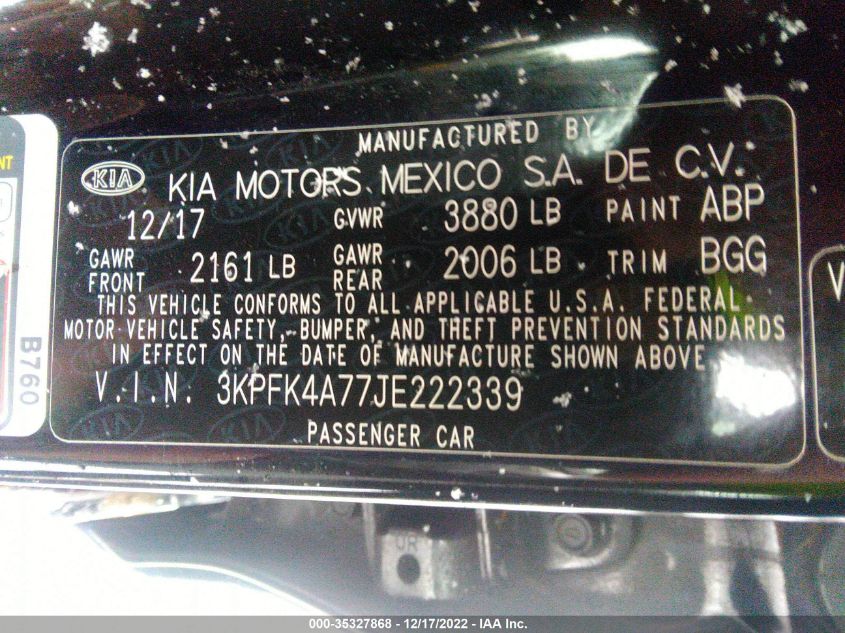 MANUFACTURED BY
KIA KIA MOTORS MEXICO S.A. DE C.V.
12/17 GVWR 3880 LB PAINT ABP
GAWR FRONT 2161 LB GAWR REAR 2006 LB TRIM BGG
THIS VEHICLE CONFORMS TO ALL APPLICABLE U.S.A. FEDERAL
MOTOR VEHICLE SAFETY, BUMPER, AND THEFT PREVENTION STANDARDS
IN EFFECT ON THE DATE OF MANUFACTURE SHOWN ABOVE
V.I.N. 3KPFK4A77JE222339
PASSENGER CAR
B760
000-35327868 - 12/17/2022 - IAA Inc.